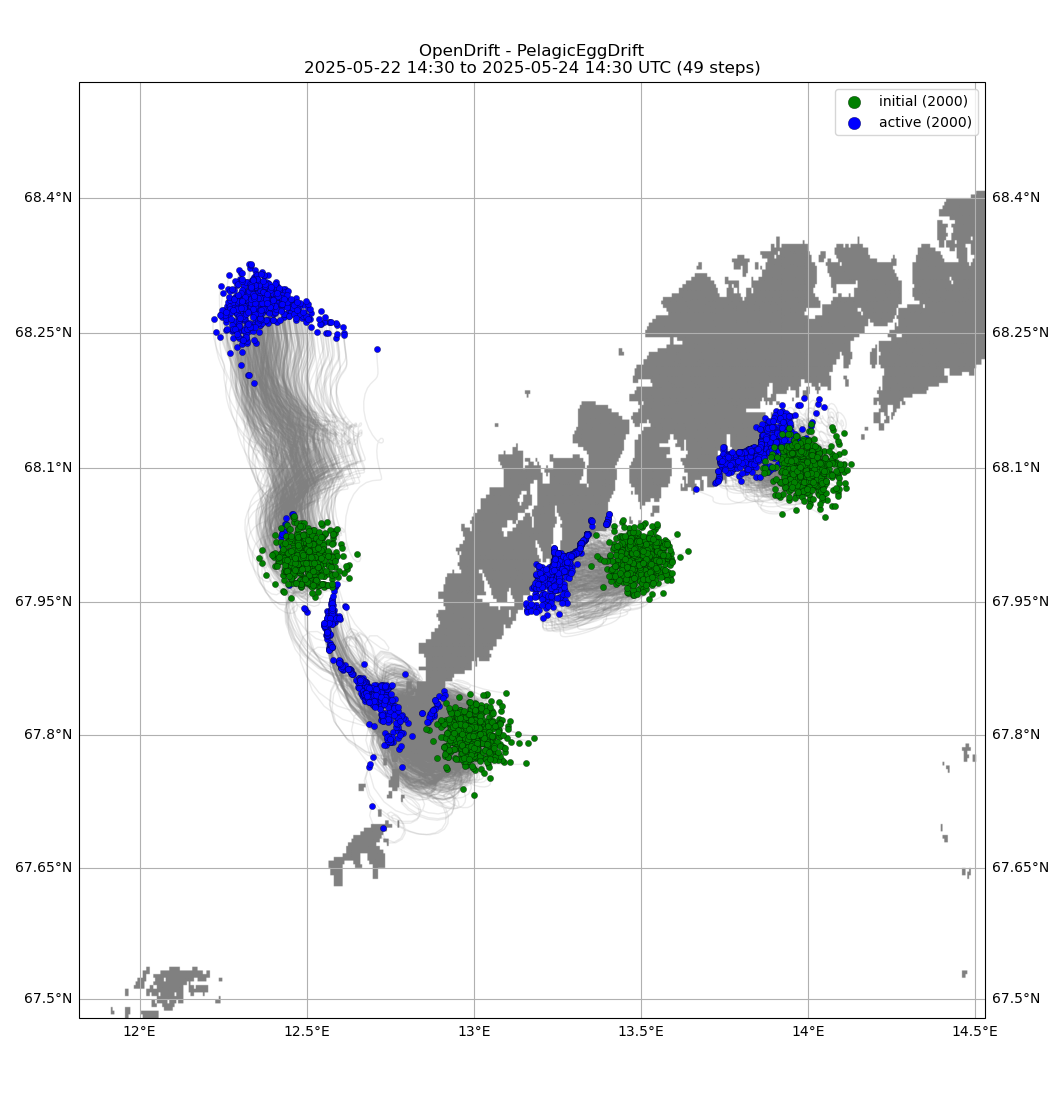 OpenDrift - PelagicEggDrift
2025-05-22 14:30 to 2025-05-24 14:30 UTC (49 steps)
initial (2000)
active (2000)
68.4°N 68.4°N
68.25°N 68.25°N
68.1°N 68.1°N
67.95°N 67.95°N
67.8°N 67.8°N
67.65°N 67.65°N
67.5°N 67.5°N
12°E 12.5°E 13°E 13.5°E 14°E 14.5°E